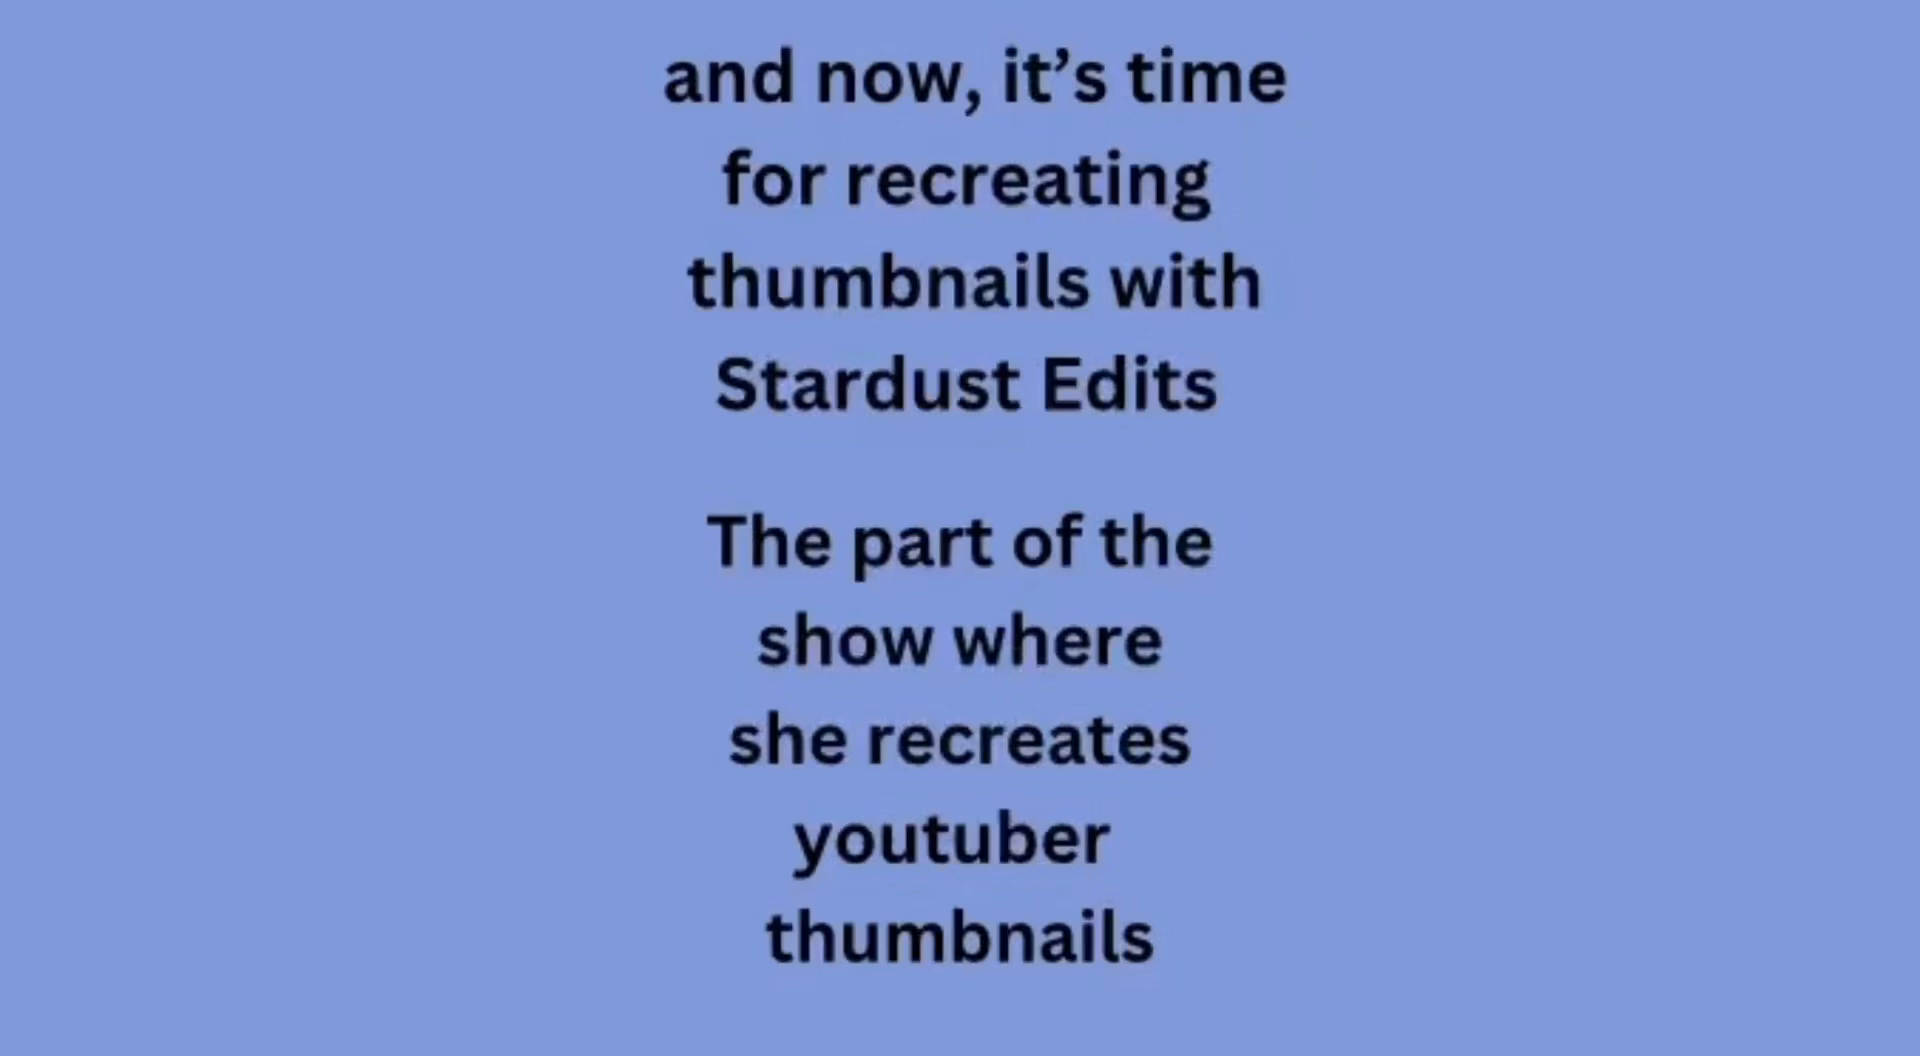 and now, it’s time
for recreating
thumbnails with
Stardust Edits
The part of the
show where
she recreates
youtuber
thumbnails